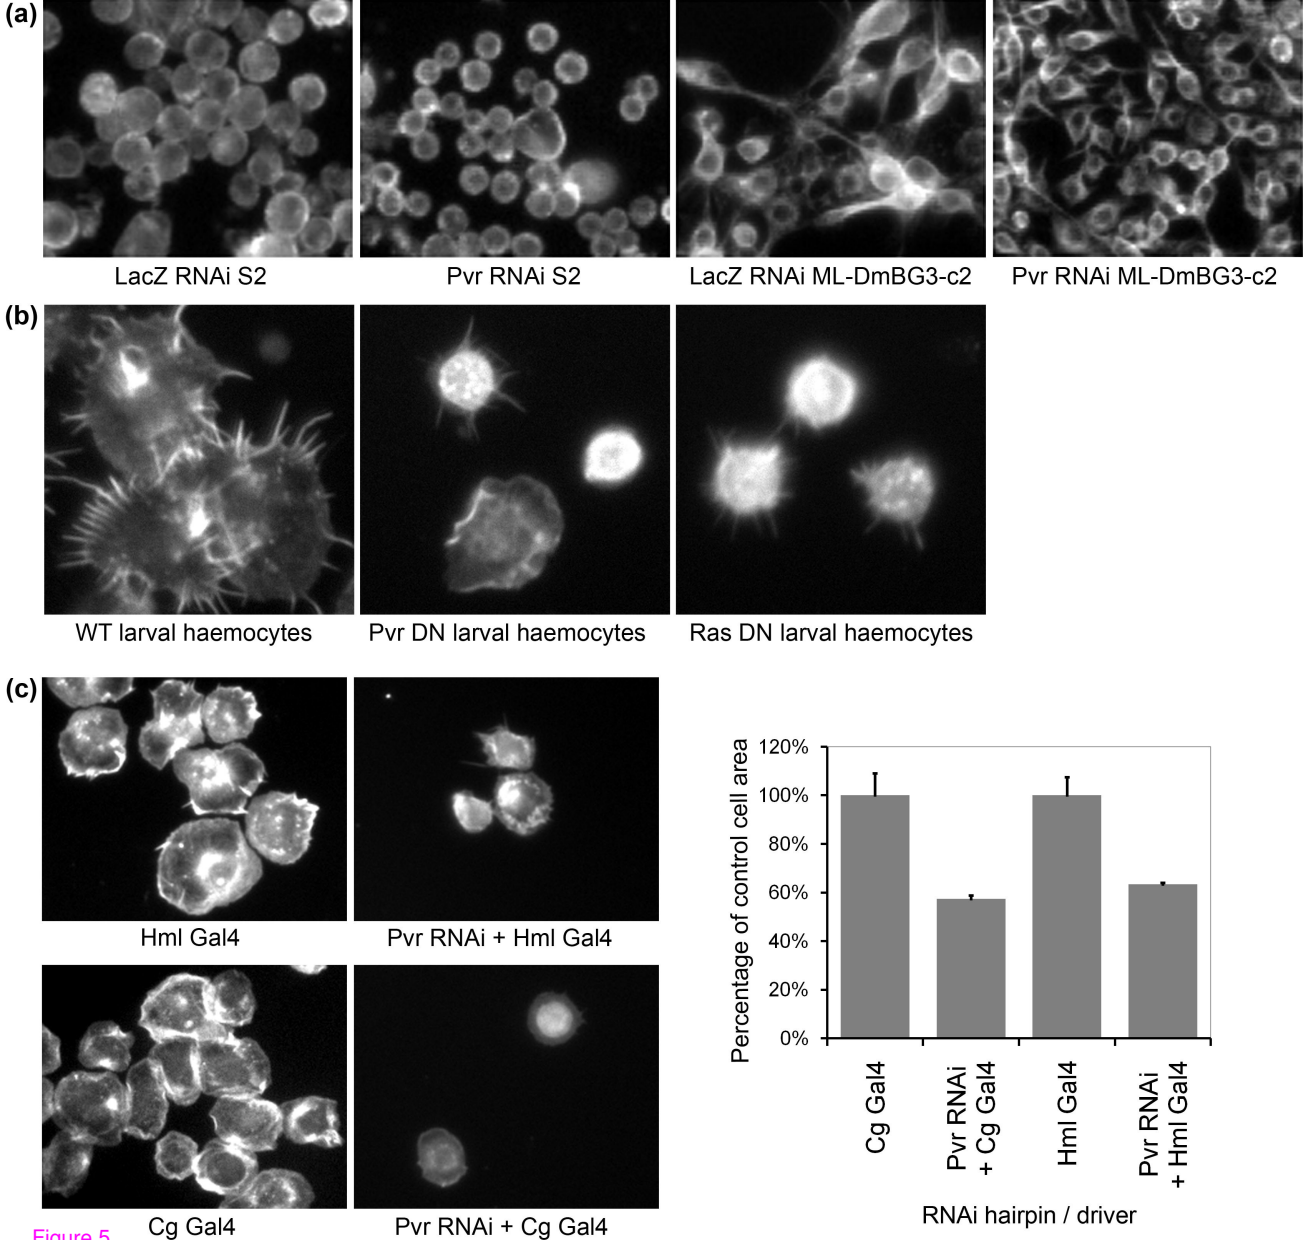 (a)
LacZ RNAi S2
Pvr RNAi S2
LacZ RNAi ML-DmBG3-c2
Pvr RNAi ML-DmBG3-c2
(b)
WT larval haemocytes
Pvr DN larval haemocytes
Ras DN larval haemocytes
(c)
Hml Gal4
Pvr RNAi + Hml Gal4
Cg Gal4
Pvr RNAi + Cg Gal4
Percentage of control cell area
120%
100%
80%
60%
40%
20%
0%
Cg Gal4
Pvr RNAi
+ Cg Gal4
Hml Gal4
Pvr RNAi
+ Hml Gal4
RNAi hairpin / driver
Figure 5